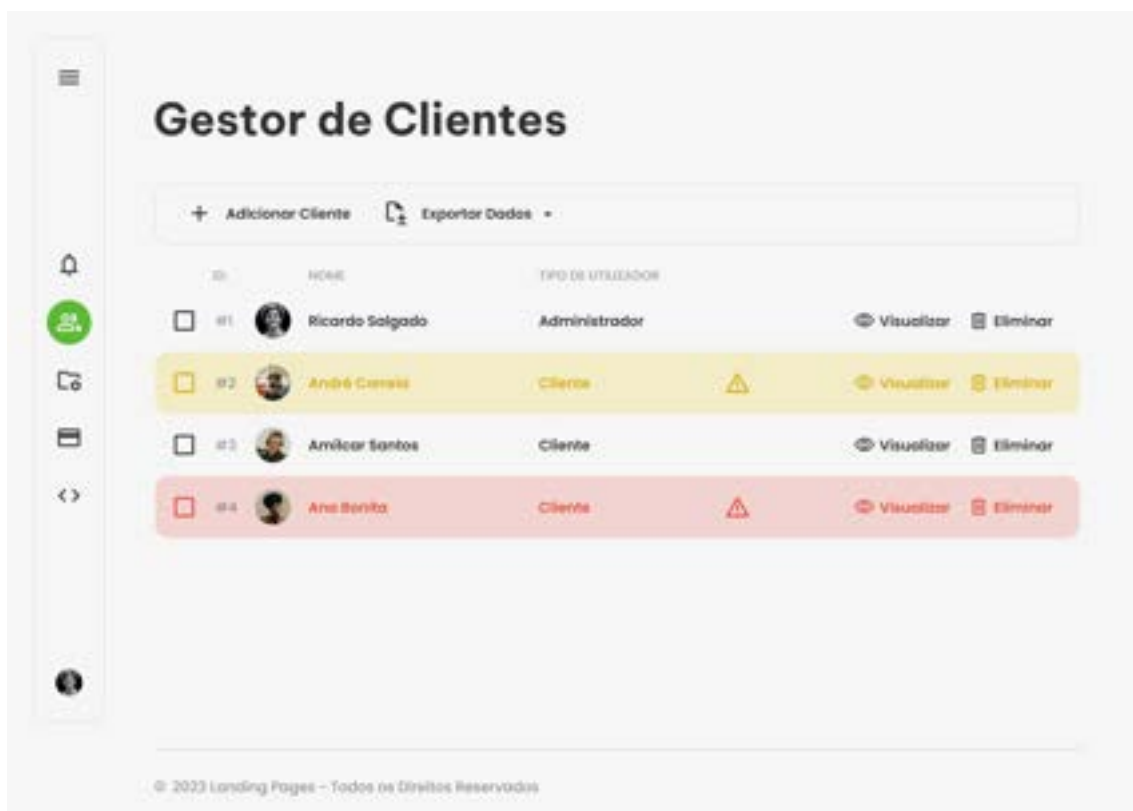 Gestor de Clientes
Adicionar Cliente Exportar Dados
ID NOME TIPO DE UTILIZADOR
#1 Ricardo Salgado Administrador Visualizar Eliminar
#2 André Correia Cliente Visualizar Eliminar
#3 Amílcar Santos Cliente Visualizar Eliminar
#4 Ana Bonita Cliente Visualizar Eliminar
© 2023 Landing Pages - Todos os Direitos Reservados